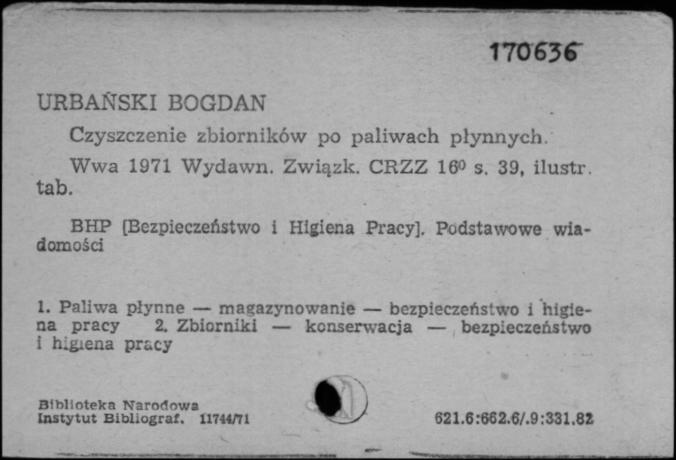 170636
URBAŃSKI BOGDAN
Czyszczenie zbiorników po paliwach płynnych.
Wwa 1971 Wydawn. Związk. CRZZ 16⁰ s. 39, ilustr.
tab.
BHP [Bezpieczeństwo i Higiena Pracy]. Podstawowe wia-
domości
1. Paliwa płynne — magazynowanie — bezpieczeństwo i higie-
na pracy 2. Zbiorniki — konserwacja — bezpieczeństwo
i higiena pracy
Biblioteka Narodowa
Instytut Bibliograf. 11744/71
621.6:662.6/.9:331.82